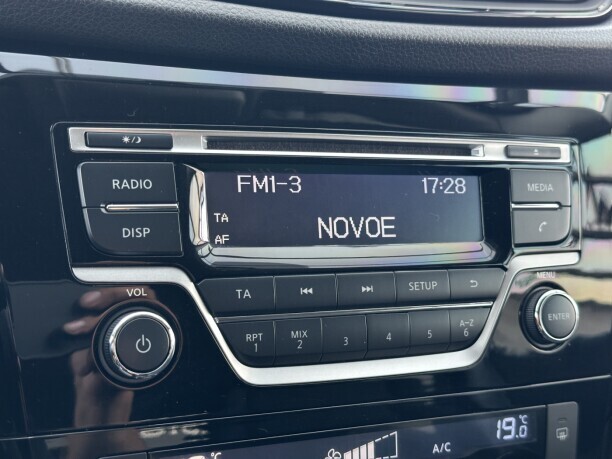 RADIO
DISP
FM1-3 17:28
TA
AF
NOVOE
MEDIA
VOL
TA SETUP
MENU
ENTER
RPT MIX A-Z
1 2 3 4 5 6
°C A/C 19.0 °C